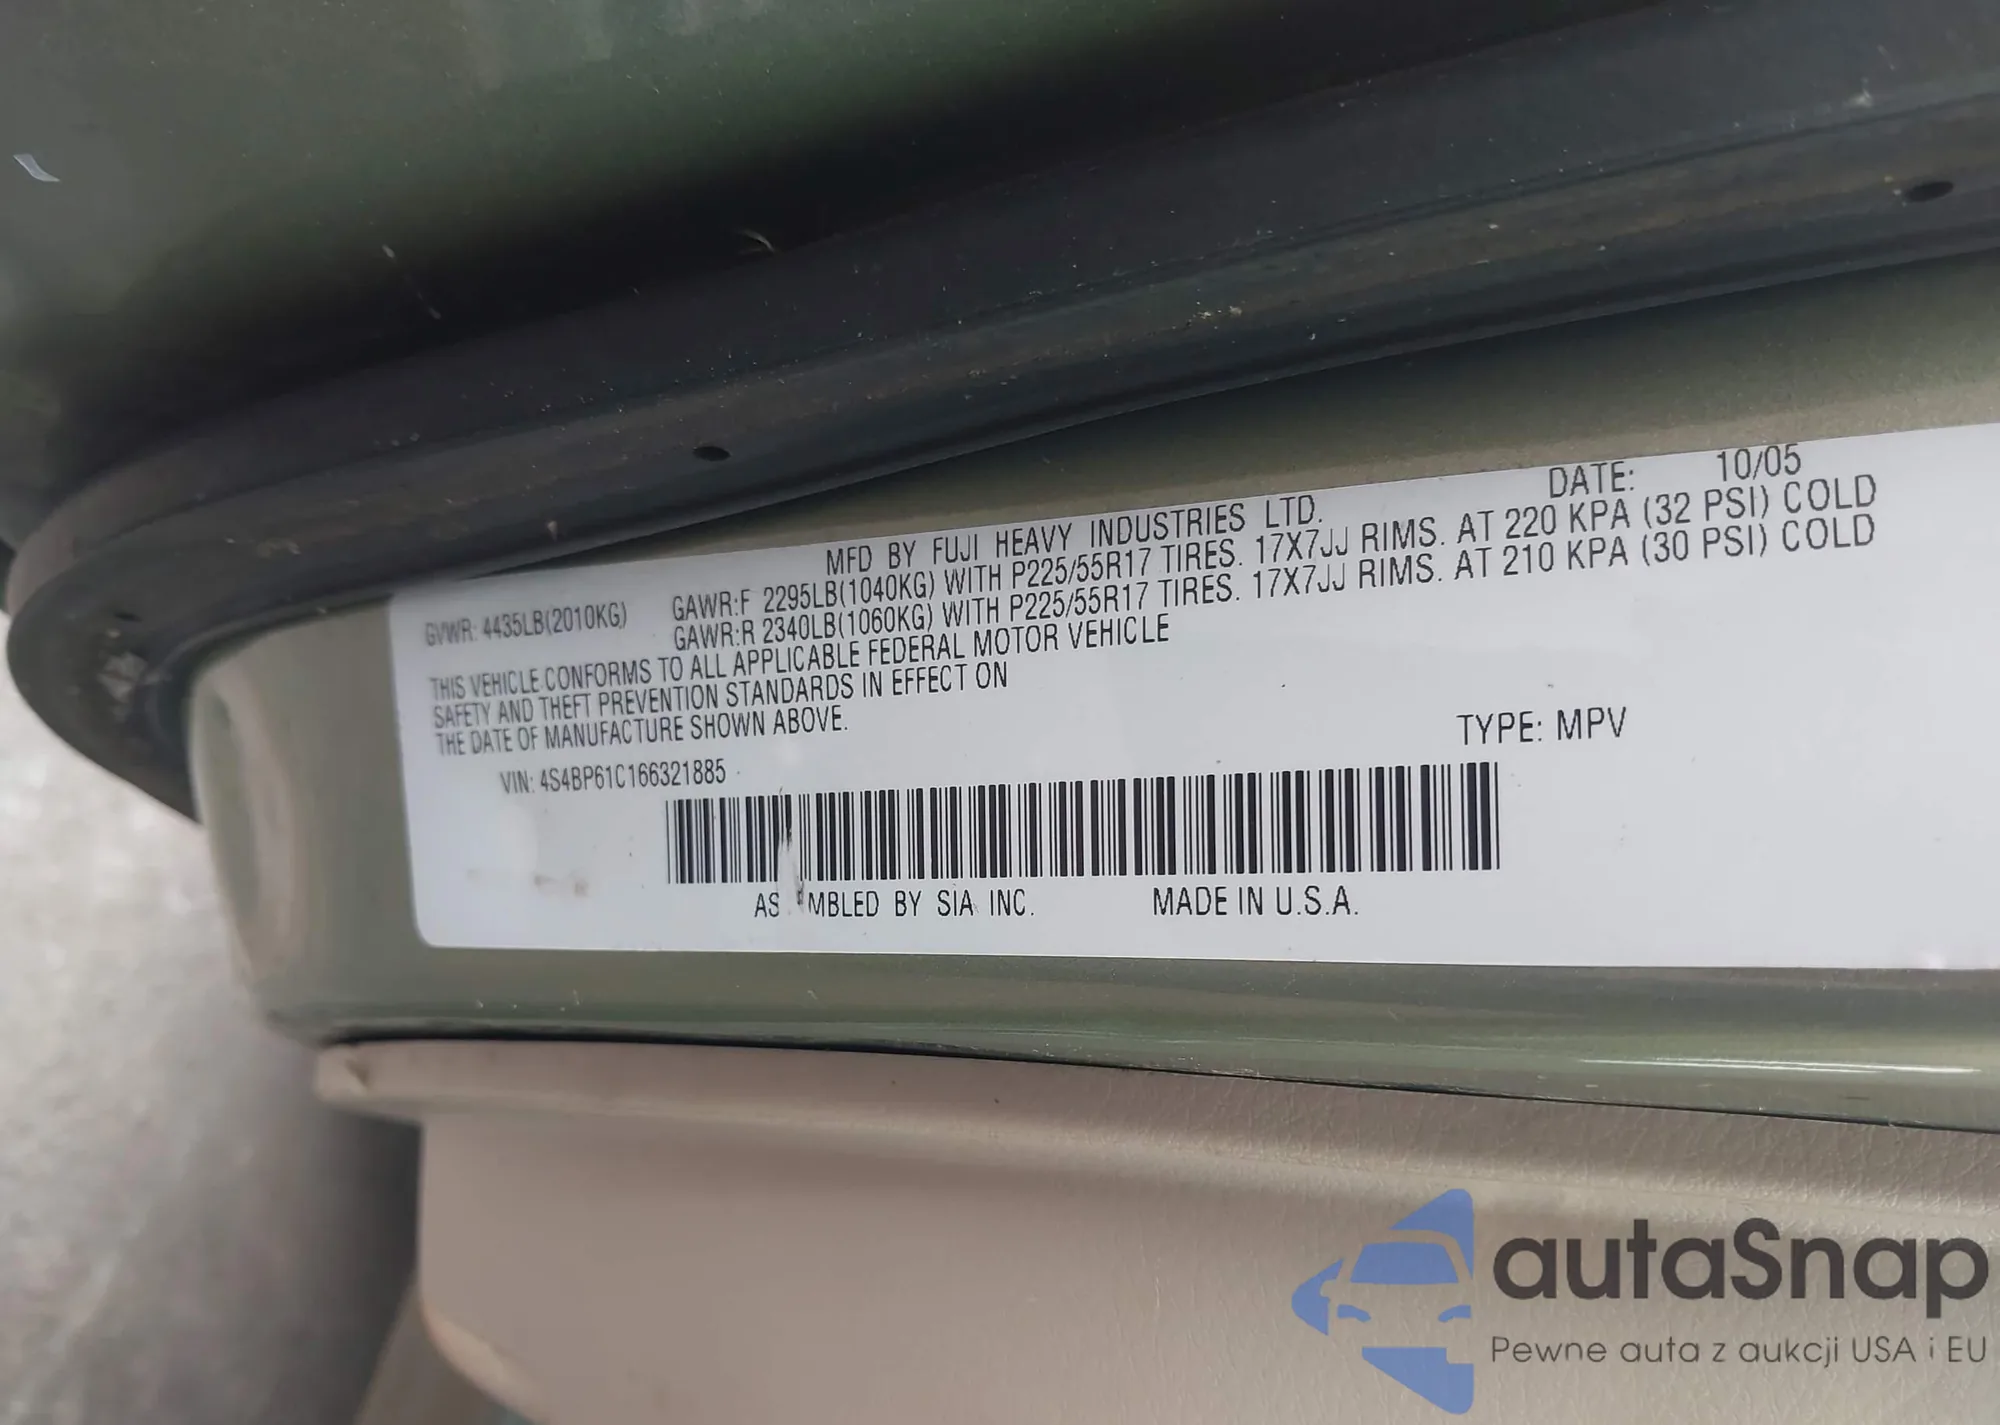 MFD BY FUJI HEAVY INDUSTRIES LTD. DATE: 10/05
GVWR: 4435LB(2010KG) GAWR:F 2295LB(1040KG) WITH P225/55R17 TIRES. 17X7JJ RIMS. AT 220 KPA (32 PSI) COLD
GAWR:R 2340LB(1060KG) WITH P225/55R17 TIRES. 17X7JJ RIMS. AT 210 KPA (30 PSI) COLD
THIS VEHICLE CONFORMS TO ALL APPLICABLE FEDERAL MOTOR VEHICLE
SAFETY AND THEFT PREVENTION STANDARDS IN EFFECT ON
THE DATE OF MANUFACTURE SHOWN ABOVE.
VIN: 4S4BP61C166321885 TYPE: MPV
AS MBLED BY SIA INC. MADE IN U.S.A.
autaSnap
Pewne auta z aukcji USA i EU